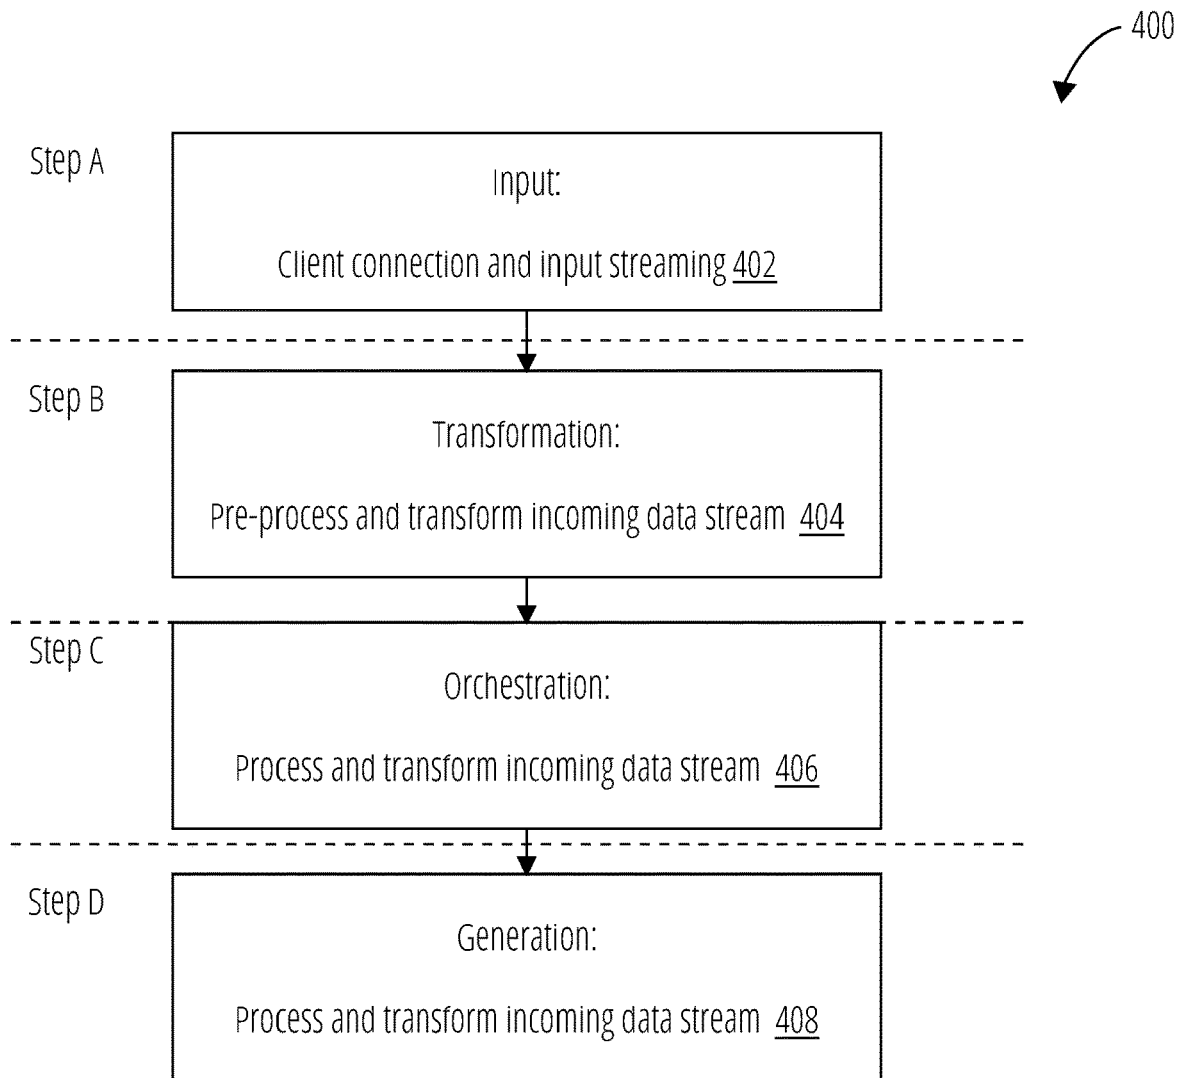 400
Step A
Input:
Client connection and input streaming 402
Step B
Transformation:
Pre-process and transform incoming data stream 404
Step C
Orchestration:
Process and transform incoming data stream 406
Step D
Generation:
Process and transform incoming data stream 408